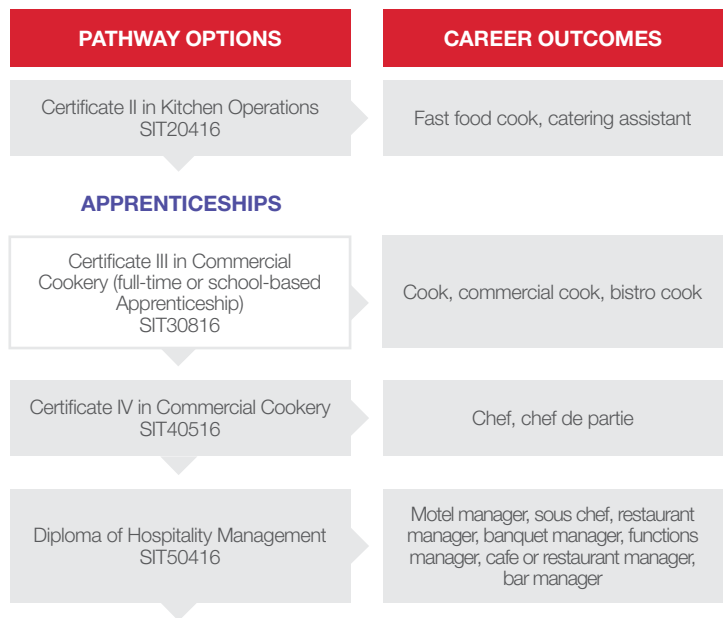 PATHWAY OPTIONS
CAREER OUTCOMES
Certificate II in Kitchen Operations
SIT20416
Fast food cook, catering assistant
APPRENTICESHIPS
Certificate III in Commercial
Cookery (full-time or school-based
Apprenticeship)
SIT30816
Cook, commercial cook, bistro cook
Certificate IV in Commercial Cookery
SIT40516
Chef, chef de partie
Diploma of Hospitality Management
SIT50416
Motel manager, sous chef, restaurant
manager, banquet manager, functions
manager, cafe or restaurant manager,
bar manager